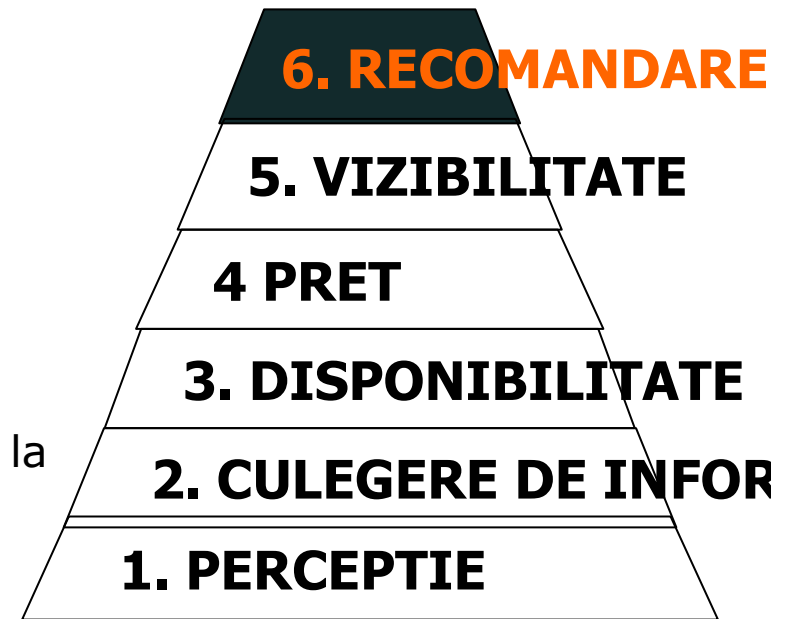 6. RECOMANDARE
5. VIZIBILITATE
4 PRET
3. DISPONIBILITATE
la
2. CULEGERE DE INFOR
1. PERCEPTIE